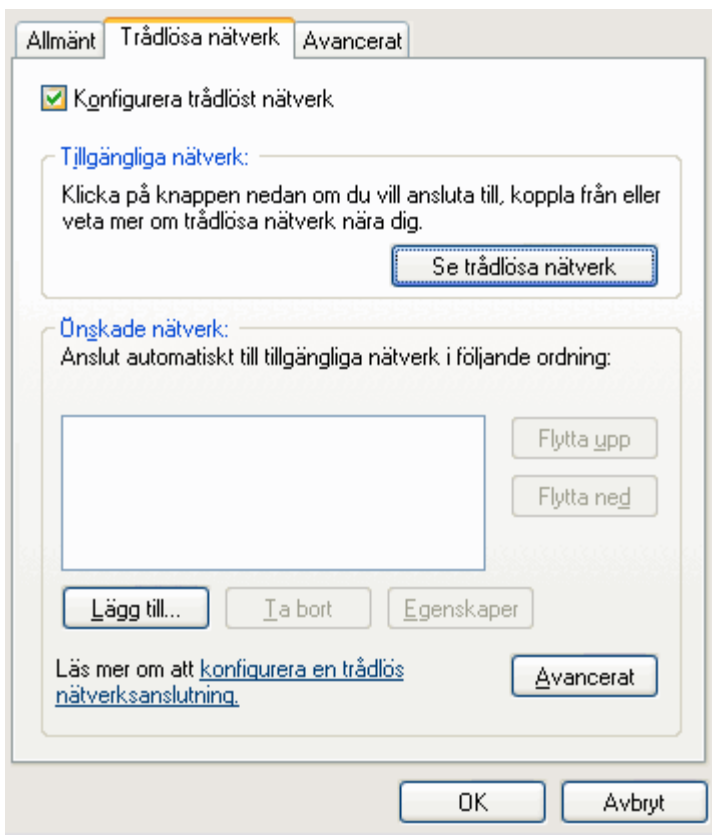 Allmänt Trådlösa nätverk Avancerat
Konfigurera trådlöst nätverk
Tillgängliga nätverk:
Klicka på knappen nedan om du vill ansluta till, koppla från eller
veta mer om trådlösa nätverk nära dig.
Se trådlösa nätverk
Önskade nätverk:
Anslut automatiskt till tillgängliga nätverk i följande ordning:
Flytta upp
Flytta ned
Lägg till... Ta bort Egenskaper
Läs mer om att konfigurera en trådlös
nätverksanslutning.
Avancerat
OK Avbryt